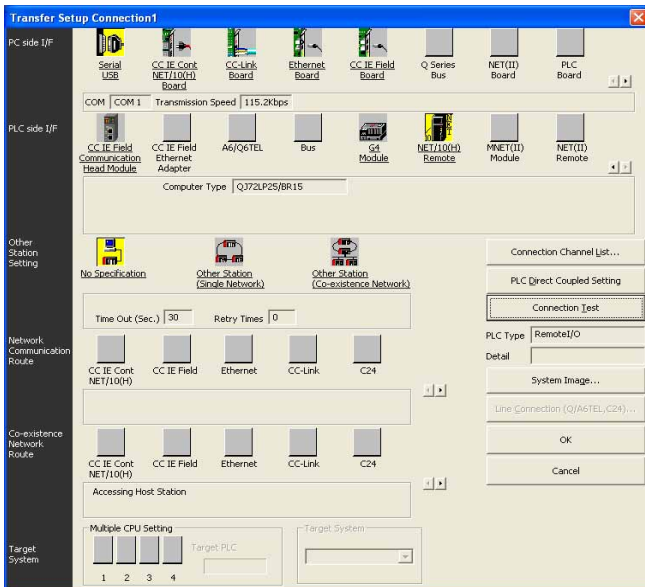 Transfer Setup Connection1
PC side I/F
Serial
USB
CC IE Cont
NET/10(H)
Board
CC-Link
Board
Ethernet
Board
CC IE Field
Board
Q Series
Bus
NET(II)
Board
PLC
Board
COM COM 1 Transmission Speed 115.2Kbps
PLC side I/F
CC IE Field
Communication
Head Module
CC IE Field
Ethernet
Adapter
A6/Q6TEL
Bus
G4
Module
NET/10(H)
Remote
MNET(II)
Module
NET(II)
Remote
Computer Type QJ72LP25/BR15
Other
Station
Setting
No Specification
Other Station
(Single Network)
Other Station
(Co-existence Network)
Time Out (Sec.) 30 Retry Times 0
Connection Channel List...
PLC Direct Coupled Setting
Connection Test
PLC Type RemoteI/O
Detail
System Image...
Line Connection (Q/A6TEL,C24)...
OK
Cancel
Network
Communication
Route
CC IE Cont
NET/10(H)
CC IE Field
Ethernet
CC-Link
C24
Co-existence
Network
Route
CC IE Cont
NET/10(H)
CC IE Field
Ethernet
CC-Link
C24
Accessing Host Station
Target
System
Multiple CPU Setting
1 2 3 4
Target PLC
Target System